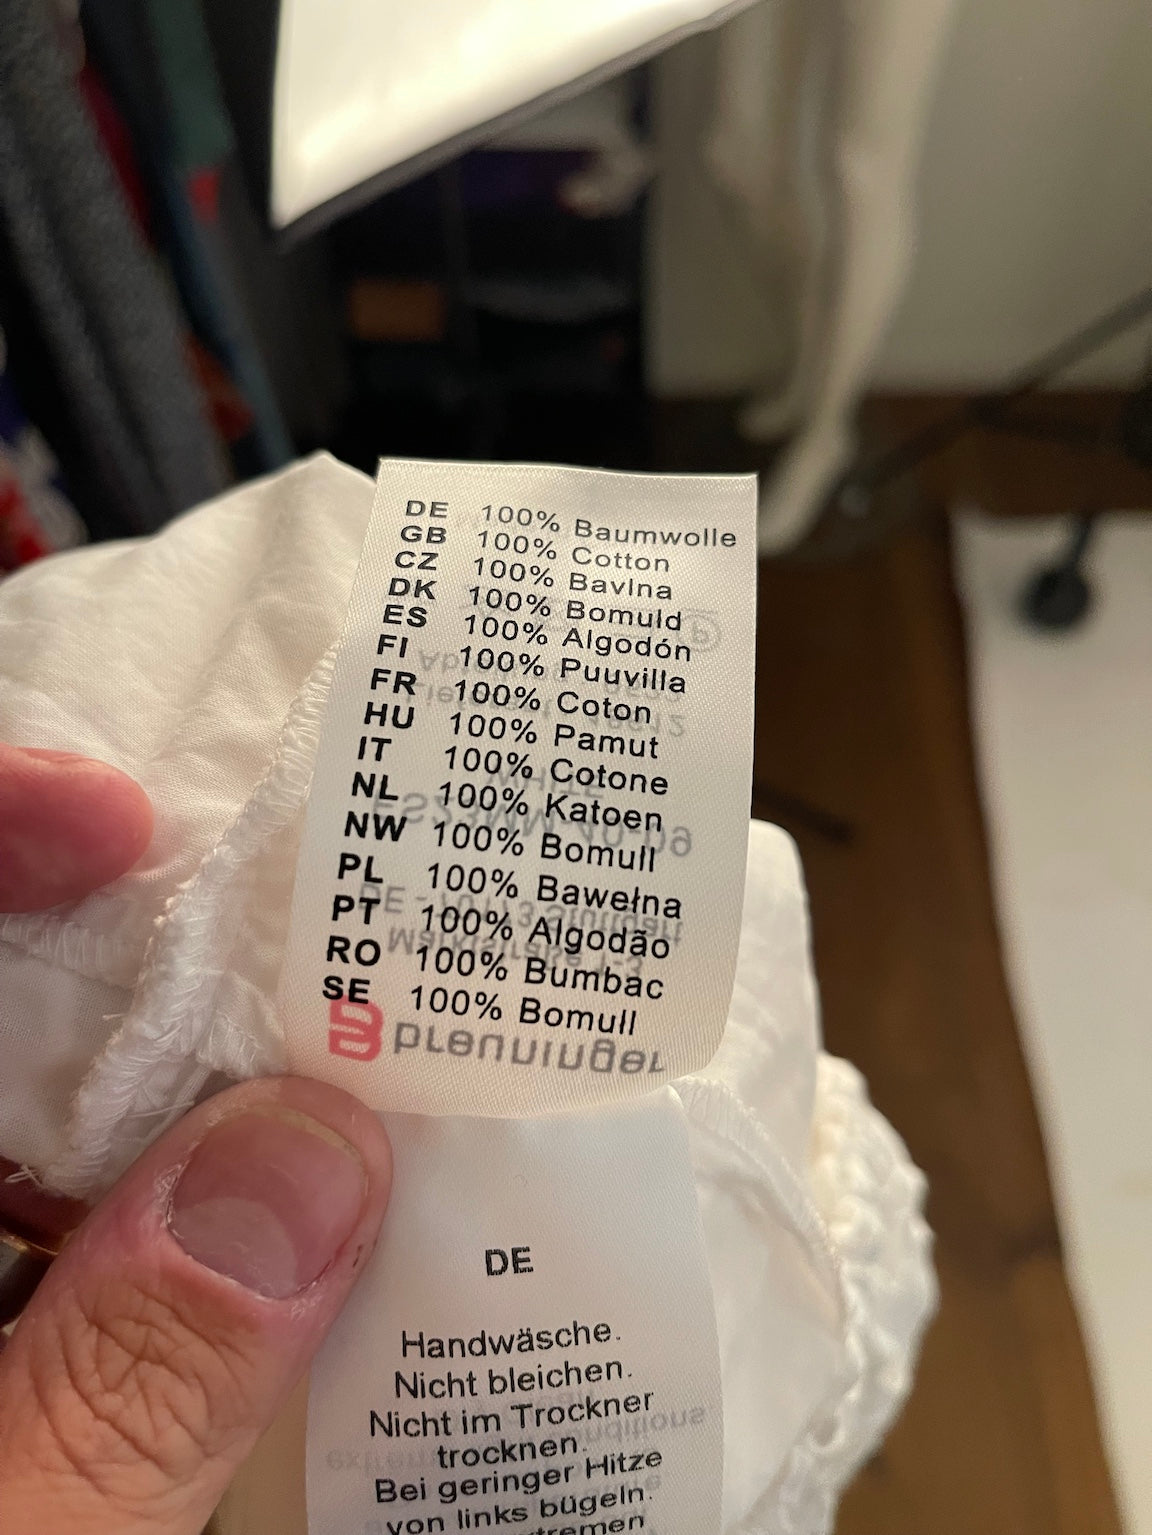 DE 100% Baumwolle
GB 100% Cotton
CZ 100% Bavlna
DK 100% Bomuld
ES 100% Algodón
FI 100% Puuvilla
FR 100% Coton
HU 100% Pamut
IT 100% Cotone
NL 100% Katoen
NW 100% Bomull
PL 100% Bawełna
PT 100% Algodão
RO 100% Bumbac
SE 100% Bomull
DE
Handwäsche.
Nicht bleichen.
Nicht im Trockner
trocknen.
Bei geringer Hitze
von links bügeln.